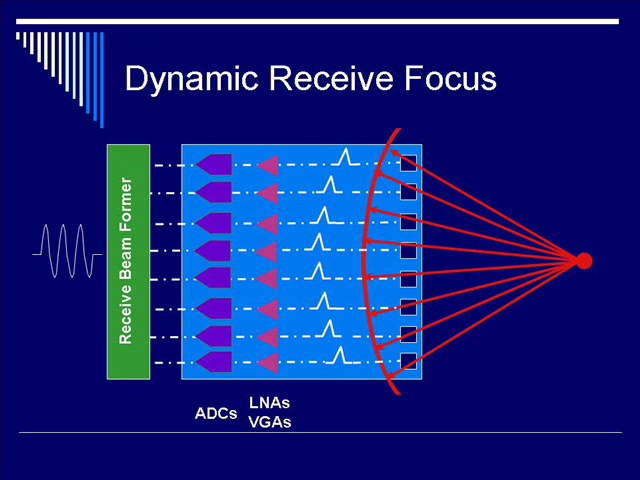 Dynamic Receive Focus
Receive Beam Former
ADCs
LNAs
VGAs